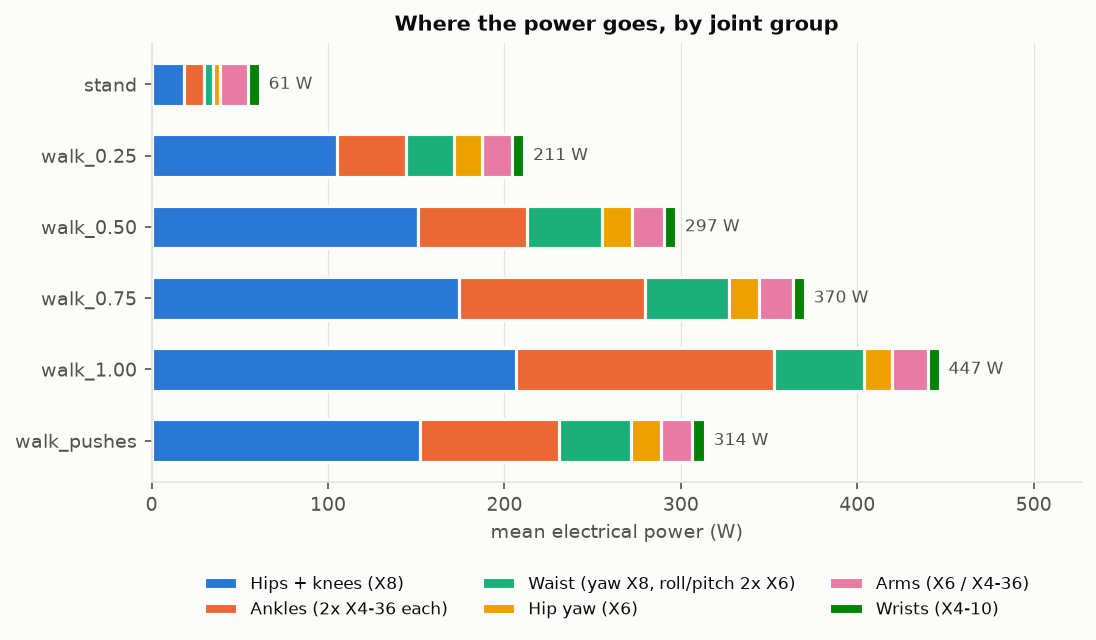 Where the power goes, by joint group
stand
61 W
walk_0.25
211 W
walk_0.50
297 W
walk_0.75
370 W
walk_1.00
447 W
walk_pushes
314 W
0 100 200 300 400 500
mean electrical power (W)
Hips + knees (X8)
Waist (yaw X8, roll/pitch 2x X6)
Arms (X6 / X4-36)
Ankles (2x X4-36 each)
Hip yaw (X6)
Wrists (X4-10)